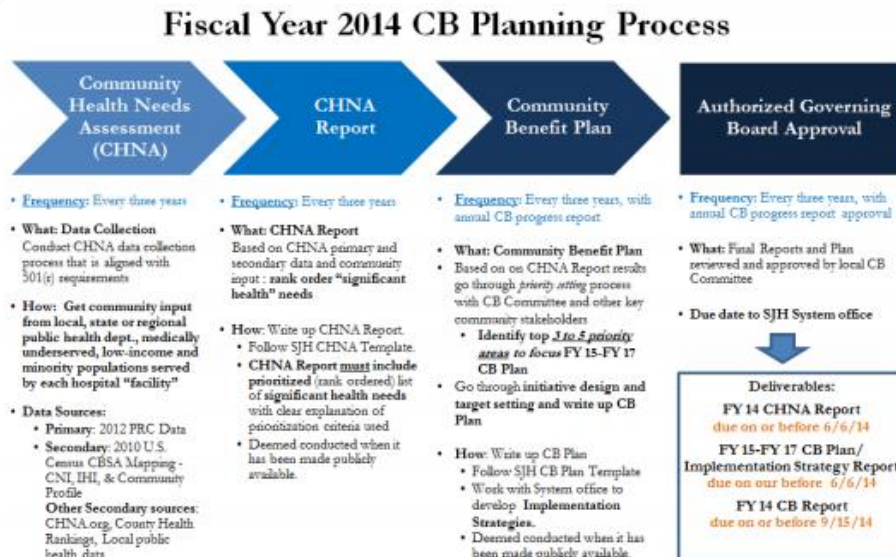 Fiscal Year 2014 CB Planning Process
Community
Health Needs
Assessment
(CHNA)
CHNA
Report
Community
Benefit Plan
Authorized Governing
Board Approval
• Frequency: Every three years
• What: Data Collection
Conduct CHNA data collection
process that is aligned with
501(r) requirements
• How: Get community input
from local, state or regional
public health dept., medically
underserved, low-income and
minority populations served
by each hospital “facility”
• Data Sources:
• Primary: 2012 PRC Data
• Secondary: 2010 U.S.
Census CBSA Mapping -
CNI, IHI, & Community
Profile
Other Secondary sources:
CHNA.org, County Health
Rankings, Local public
health data
• Frequency: Every three years
• What: CHNA Report
Based on CHNA primary and
secondary data and community
input : rank order “significant
health” needs
• How: Write up CHNA Report.
• Follow SJH CHNA Template.
• CHNA Report must include
prioritized (rank ordered) list
of significant health needs
with clear explanation of
prioritization criteria used
• Deemed conducted when it
has been made publicly
available.
• Frequency: Every three years, with
annual CB progress report
• What: Community Benefit Plan
• Based on on CHNA Report results
go through priority setting process
with CB Committee and other key
community stakeholders
• Identify top 3 to 5 priority
areas to focus FY 15-FY 17
CB Plan
• Go through initiative design and
target setting and write up CB
Plan
• How: Write up CB Plan
• Follow SJH CB Plan Template
• Work with System office to
develop Implementation
Strategies.
• Deemed conducted when it has
been made publicly available.
• Frequency: Every three years, with
annual CB progress report approval
• What: Final Reports and Plan
reviewed and approved by local CB
Committee
• Due date to SJH System office
Deliverables:
FY 14 CHNA Report
due on or before 6/6/14
FY 15-FY 17 CB Plan/
Implementation Strategy Report
due on our before 6/6/14
FY 14 CB Report
due on or before 9/15/14